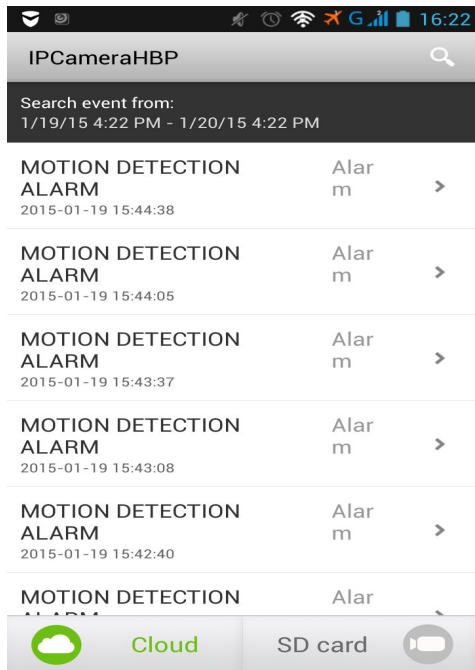 G 16:22
IPCameraHBP
Search event from:
1/19/15 4:22 PM - 1/20/15 4:22 PM
MOTION DETECTION Alar
ALARM m
2015-01-19 15:44:38
MOTION DETECTION Alar
ALARM m
2015-01-19 15:44:05
MOTION DETECTION Alar
ALARM m
2015-01-19 15:43:37
MOTION DETECTION Alar
ALARM m
2015-01-19 15:43:08
MOTION DETECTION Alar
ALARM m
2015-01-19 15:42:40
MOTION DETECTION Alar
Cloud SD card